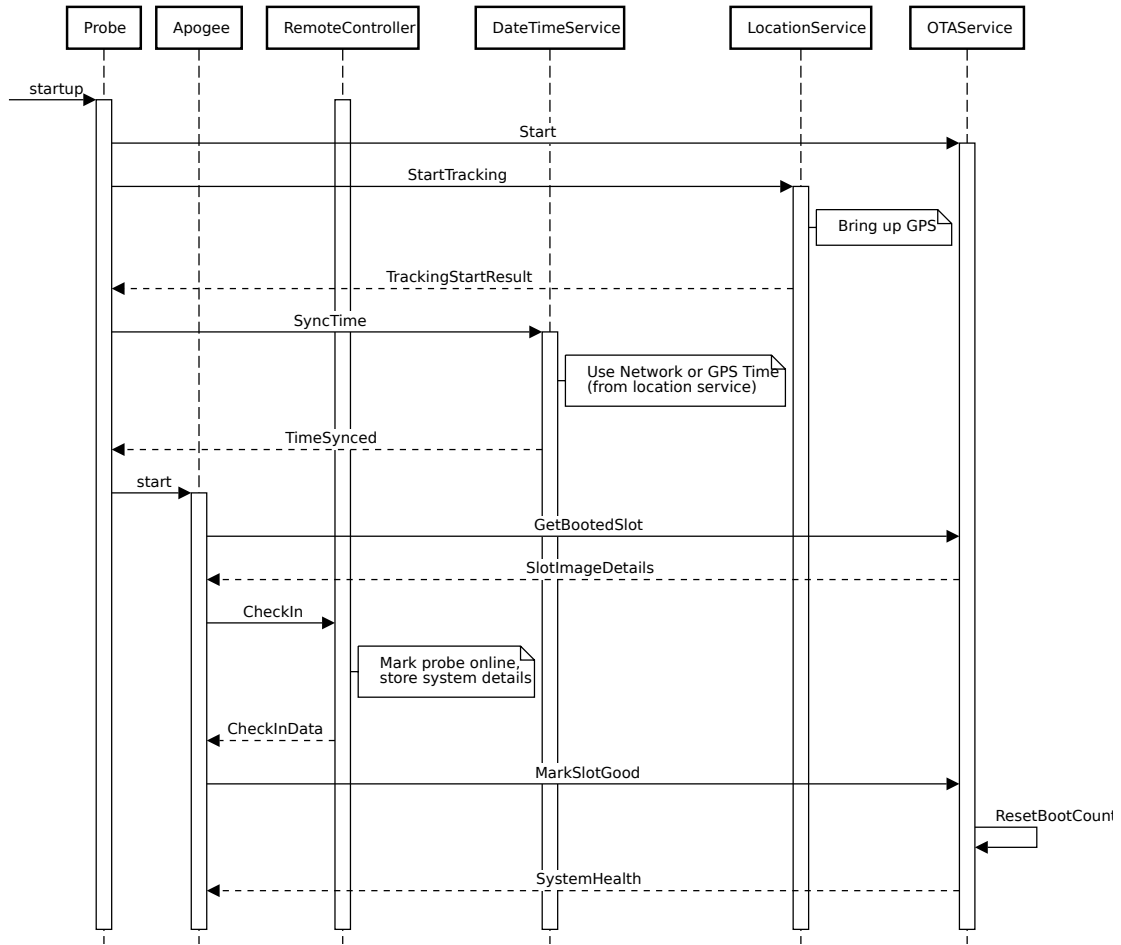 Probe
Apogee
RemoteController
DateTimeService
LocationService
OTAService
startup
Start
StartTracking
Bring up GPS
TrackingStartResult
SyncTime
Use Network or GPS Time
(from location service)
TimeSynced
start
GetBootedSlot
SlotImageDetails
CheckIn
Mark probe online,
store system details
CheckInData
MarkSlotGood
ResetBootCount
SystemHealth